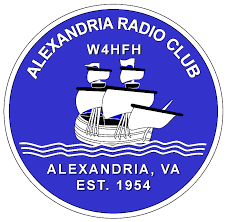 ALEXANDRIA RADIO CLUB
W4HFH
ALEXANDRIA, VA
EST. 1954